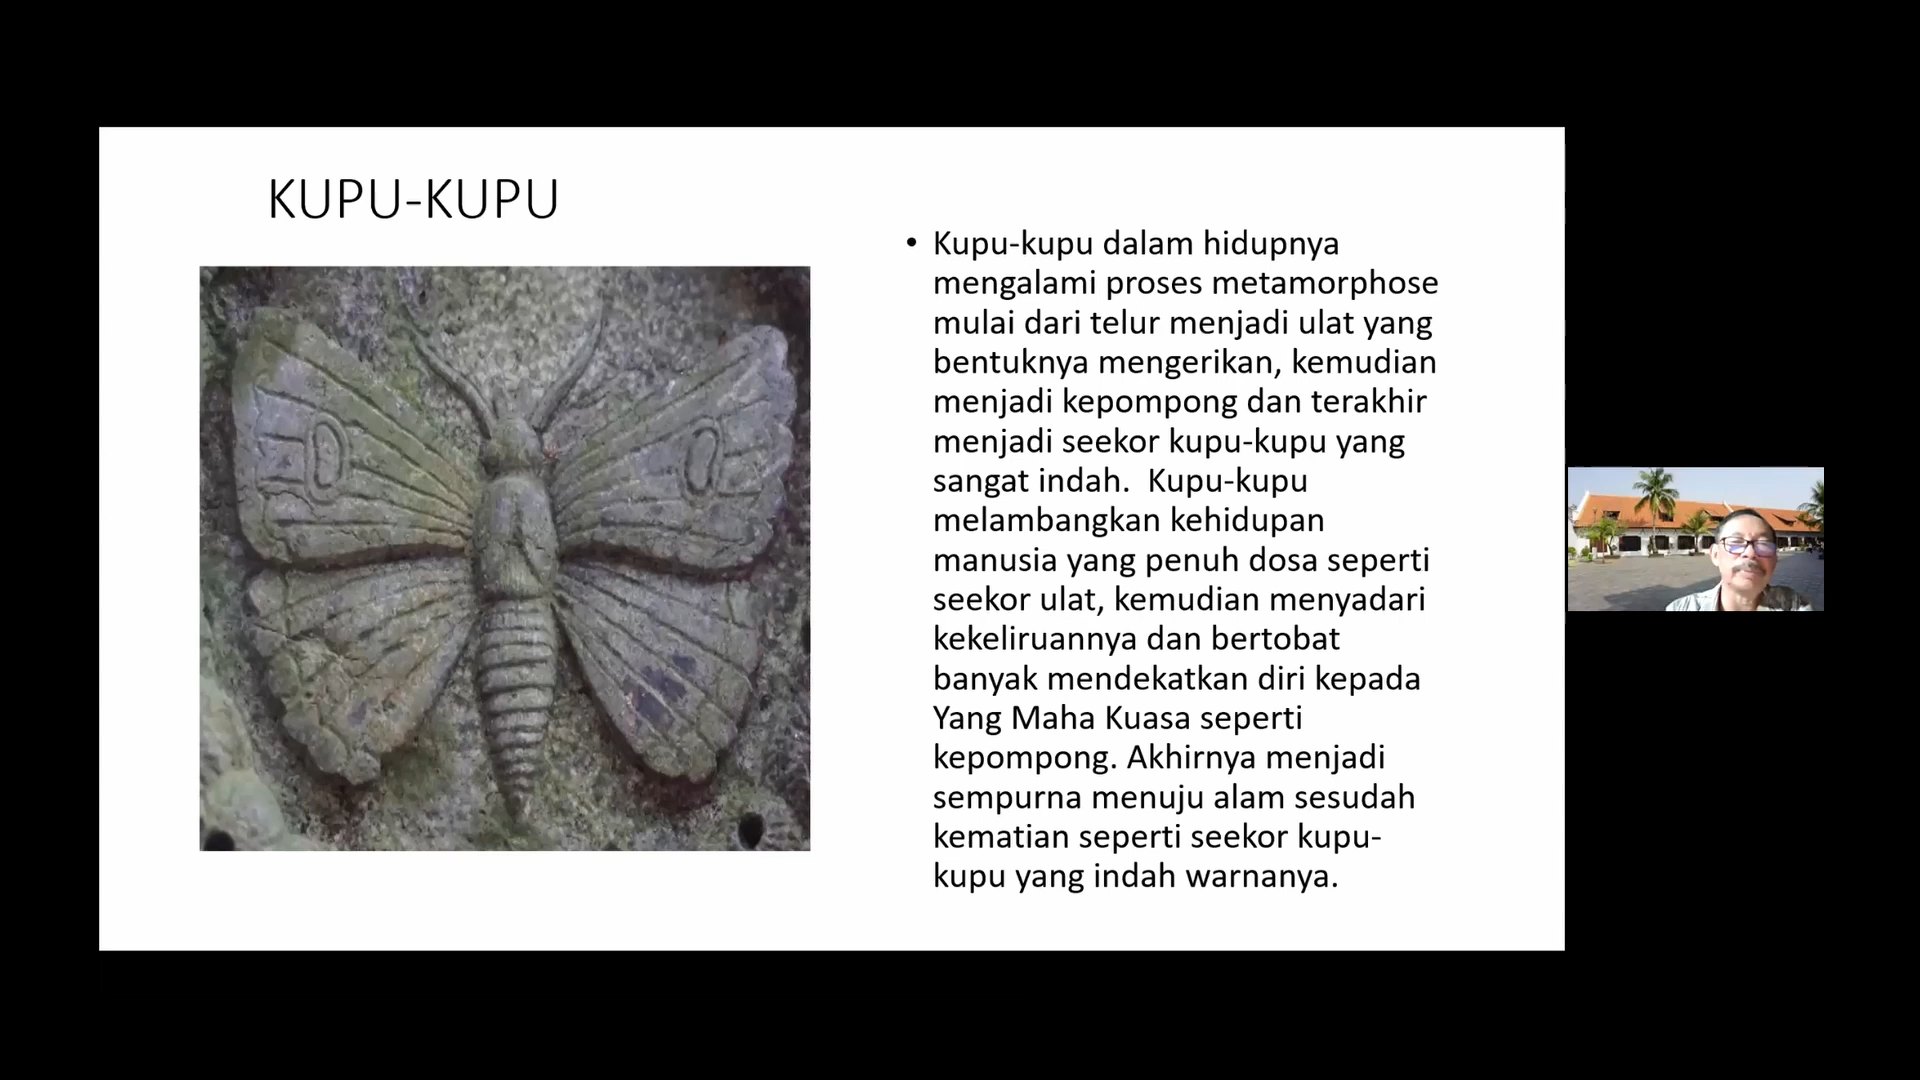 KUPU-KUPU
• Kupu-kupu dalam hidupnya
mengalami proses metamorphose
mulai dari telur menjadi ulat yang
bentuknya mengerikan, kemudian
menjadi kepompong dan terakhir
menjadi seekor kupu-kupu yang
sangat indah.  Kupu-kupu
melambangkan kehidupan
manusia yang penuh dosa seperti
seekor ulat, kemudian menyadari
kekeliruannya dan bertobat
banyak mendekatkan diri kepada
Yang Maha Kuasa seperti
kepompong. Akhirnya menjadi
sempurna menuju alam sesudah
kematian seperti seekor kupu-
kupu yang indah warnanya.